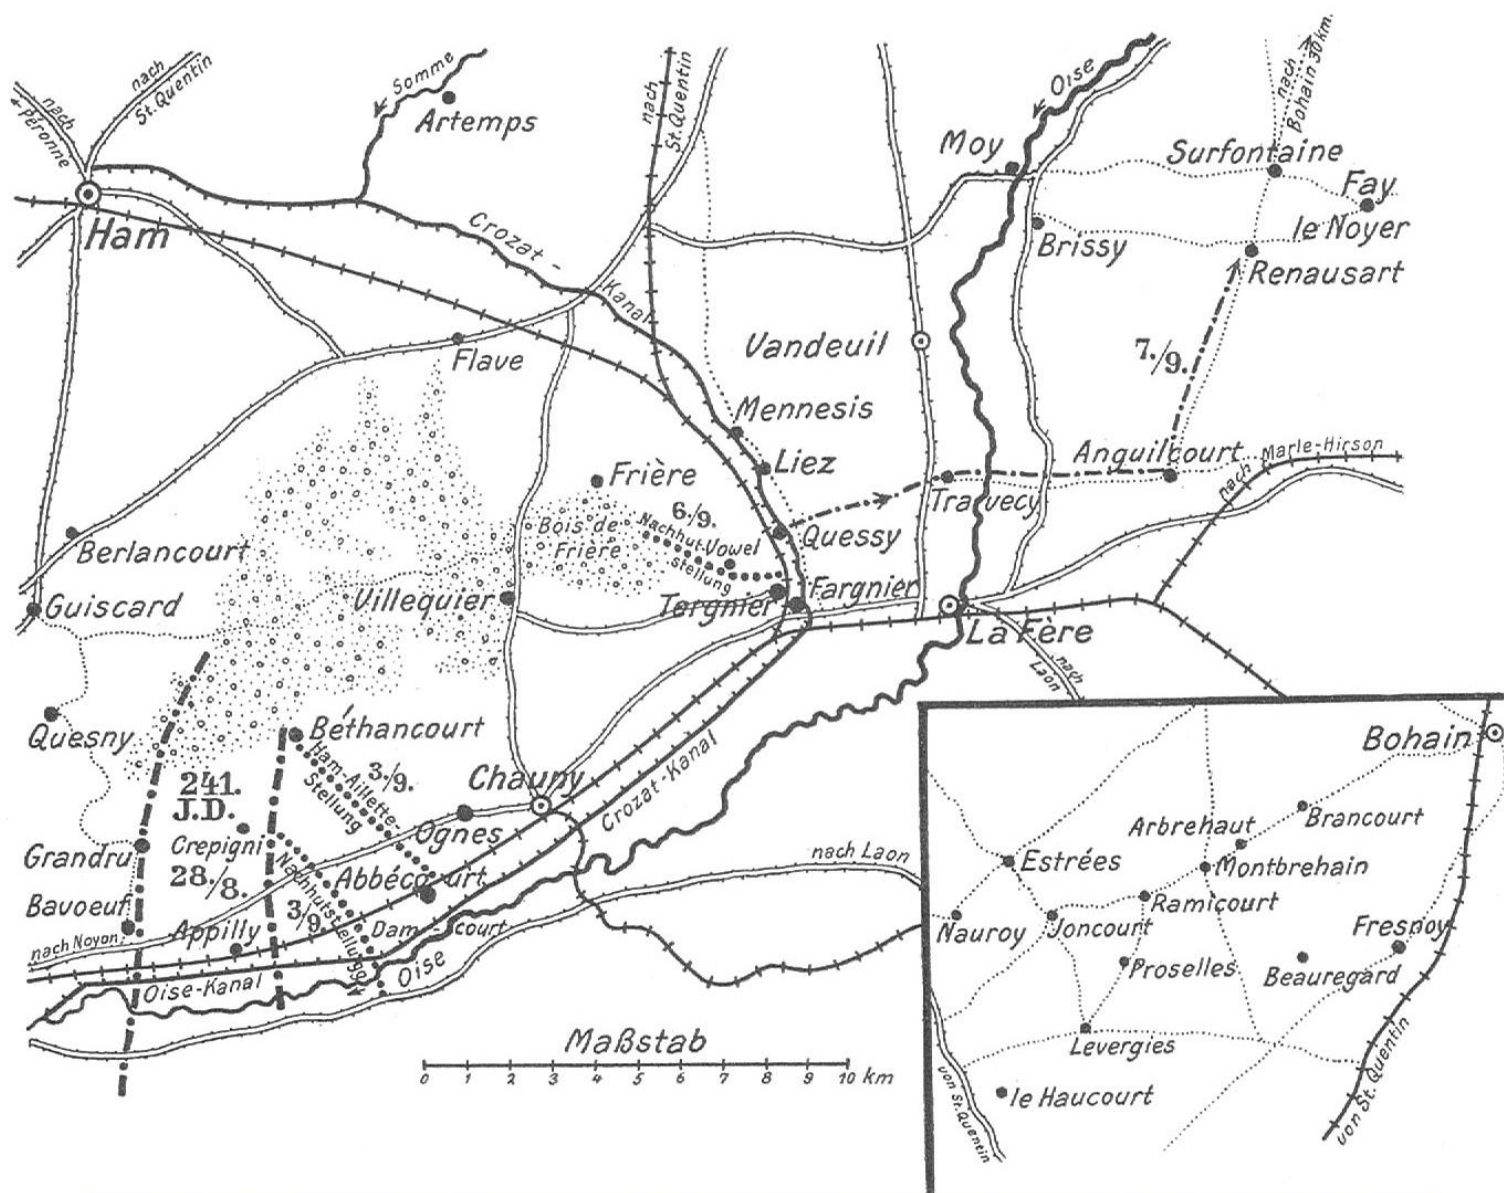 nach
Péronne
nach
St. Quentin
Somme
Artemps
nach
St. Quentin
Oise
nach
Bohain 30 km.
Moy
Surfontaine
Fay
le Noyer
Ham
Crozat-
Kanal
Brissy
Renausart
Flave
Vandeuil
7./9.
Mennesis
Liez
Anguilcourt
nach Marle-Hirson
Frière
Travecy
6./9.
Bois de
Frière
Nachhut-
stellung
Vowel
Quessy
Berlancourt
Guiscard
Villequier
Tergnier
Fargnier
La Fère
nach
Laon
Quesny
Béthancourt
Ham-Aillette-
Stellung
3./9.
241.
J.D.
Chauny
Crozat-Kanal
Ognes
Crepigni
Grandru
28./8.
Nachhutstellungg
Abbécourt
nach Laon
Bavoeuf
3/9.
Appilly
Dam- court
nach Noyon
Oise-Kanal
Oise
Maßstab
0 1 2 3 4 5 6 7 8 9 10 km
Bohain
Brancourt
Arbrehaut
Estrées
Montbrehain
Ramicourt
Nauroy
Joncourt
Fresnoy
Proselles
Beauregard
Levergies
le Haucourt
von St. Quentin
von St. Quentin